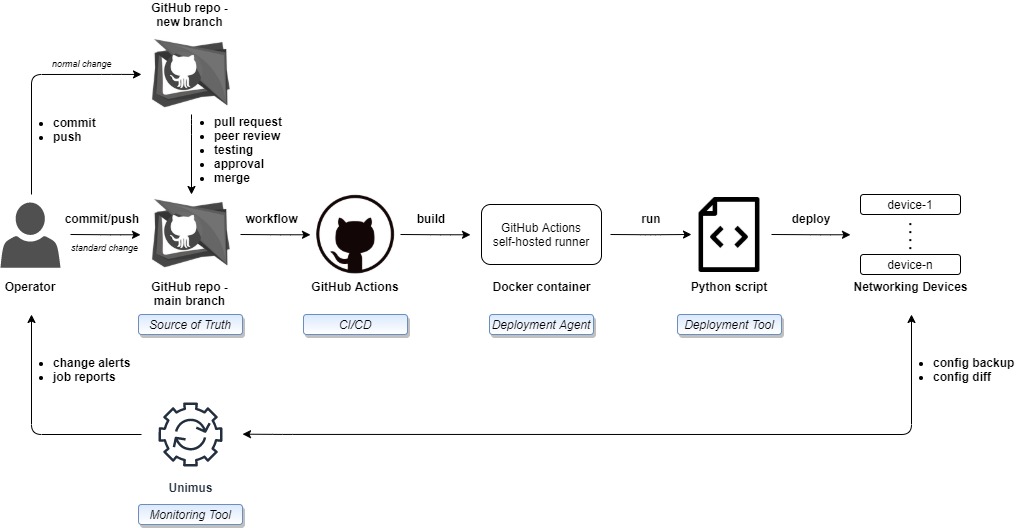 GitHub repo -
new branch
normal change
commit
push
pull request
peer review
testing
approval
merge
commit/push
standard change
workflow
build
GitHub Actions
self-hosted runner
run
deploy
device-1
device-n
Operator
GitHub repo -
main branch
GitHub Actions
Docker container
Python script
Networking Devices
Source of Truth
CI/CD
Deployment Agent
Deployment Tool
change alerts
job reports
config backup
config diff
Unimus
Monitoring Tool